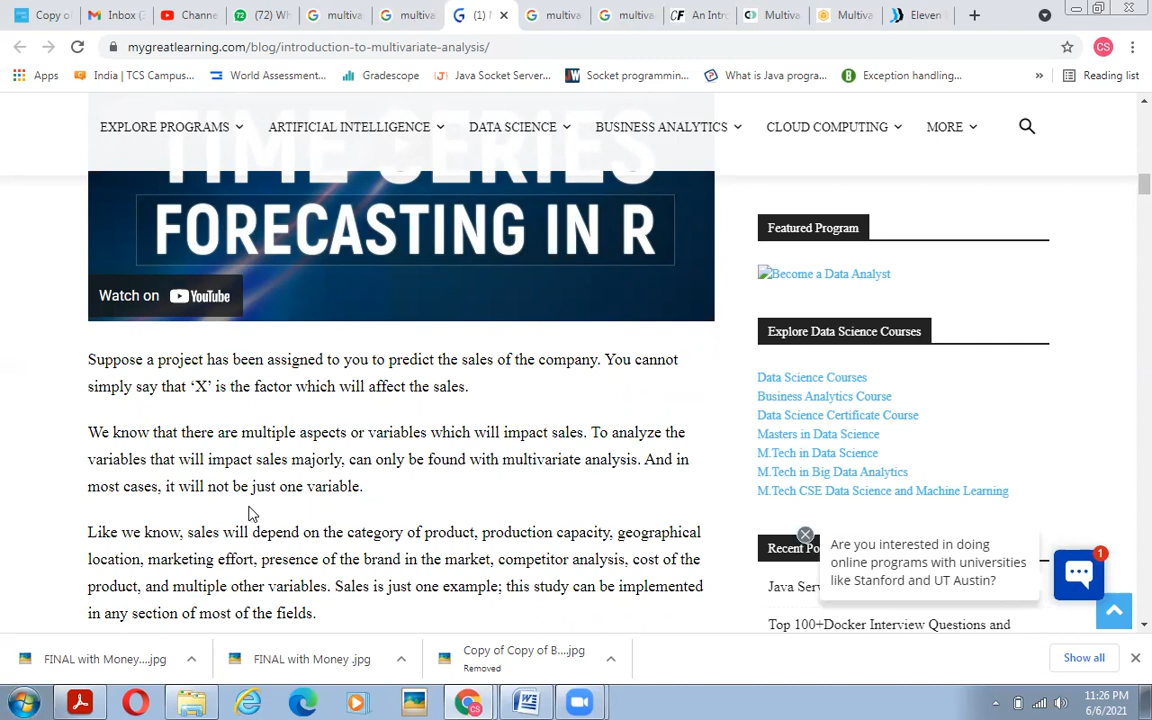 Copy of
Inbox (
Channe
(72) Wh
multiva
multiva
(1) M
multiva
multiva
An Intr
Multiva
Multiva
Eleven
mygreatlearning.com/blog/introduction-to-multivariate-analysis/
CS
Apps
India | TCS Campus...
World Assessment...
Gradescope
Java Socket Server...
Socket programmin...
What is Java progra...
Exception handling...
»
Reading list
EXPLORE PROGRAMS
ARTIFICIAL INTELLIGENCE
DATA SCIENCE
BUSINESS ANALYTICS
CLOUD COMPUTING
MORE
TIME SERIES
FORECASTING IN R
Watch on YouTube
Suppose a project has been assigned to you to predict the sales of the company. You cannot
simply say that ‘X’ is the factor which will affect the sales.
We know that there are multiple aspects or variables which will impact sales. To analyze the
variables that will impact sales majorly, can only be found with multivariate analysis. And in
most cases, it will not be just one variable.
Like we know, sales will depend on the category of product, production capacity, geographical
location, marketing effort, presence of the brand in the market, competitor analysis, cost of the
product, and multiple other variables. Sales is just one example; this study can be implemented
in any section of most of the fields.
Featured Program
Become a Data Analyst
Explore Data Science Courses
Data Science Courses
Business Analytics Course
Data Science Certificate Course
Masters in Data Science
M.Tech in Data Science
M.Tech in Big Data Analytics
M.Tech CSE Data Science and Machine Learning
Recent Po
Java Serv
Top 100+Docker Interview Questions and
Are you interested in doing
online programs with universities
like Stanford and UT Austin?
1
FINAL with Money....jpg
FINAL with Money .jpg
Copy of Copy of B....jpg
Removed
Show all
CS
11:26 PM
6/6/2021